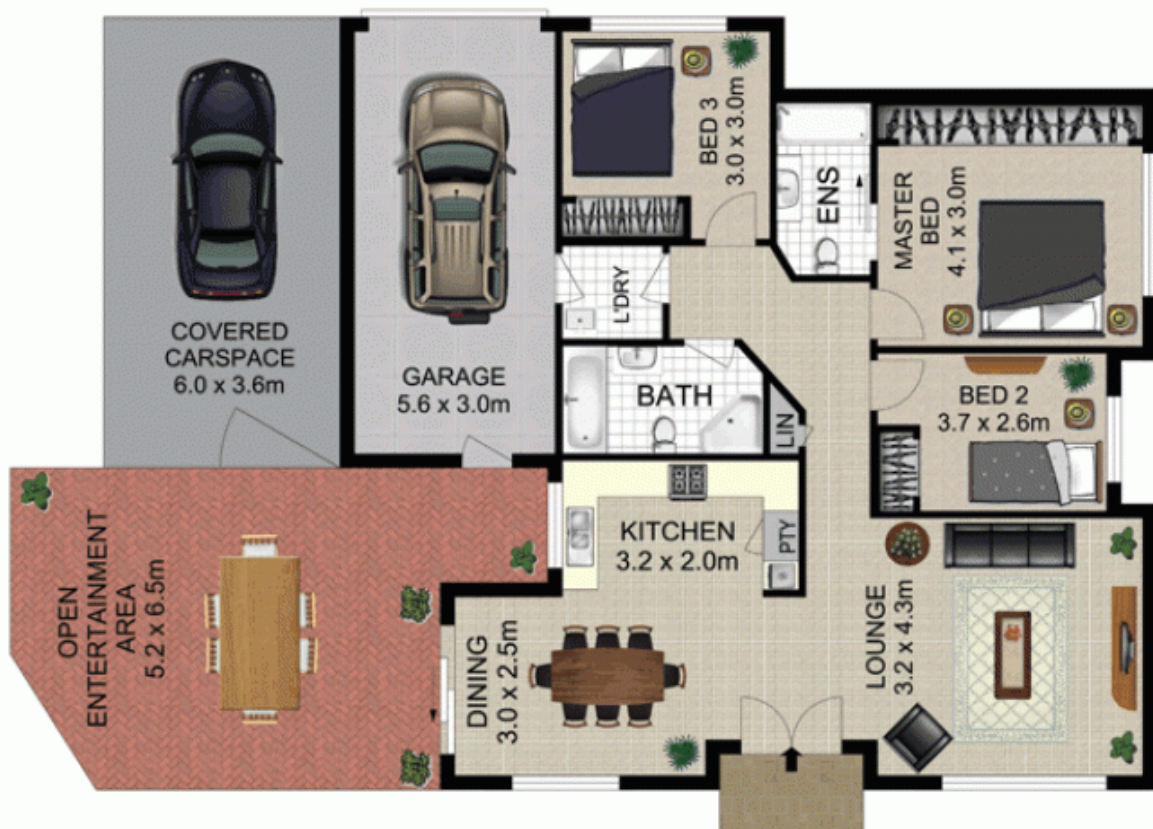 COVERED
CARSPACE
6.0 x 3.6m
GARAGE
5.6 x 3.0m
BED 3
3.0 x 3.0m
ENS
MASTER
BED
4.1 x 3.0m
L'DRY
BATH
LIN
BED 2
3.7 x 2.6m
KITCHEN
3.2 x 2.0m
PTY
OPEN
ENTERTAINMENT
AREA
5.2 x 6.5m
DINING
3.0 x 2.5m
LOUNGE
3.2 x 4.3m